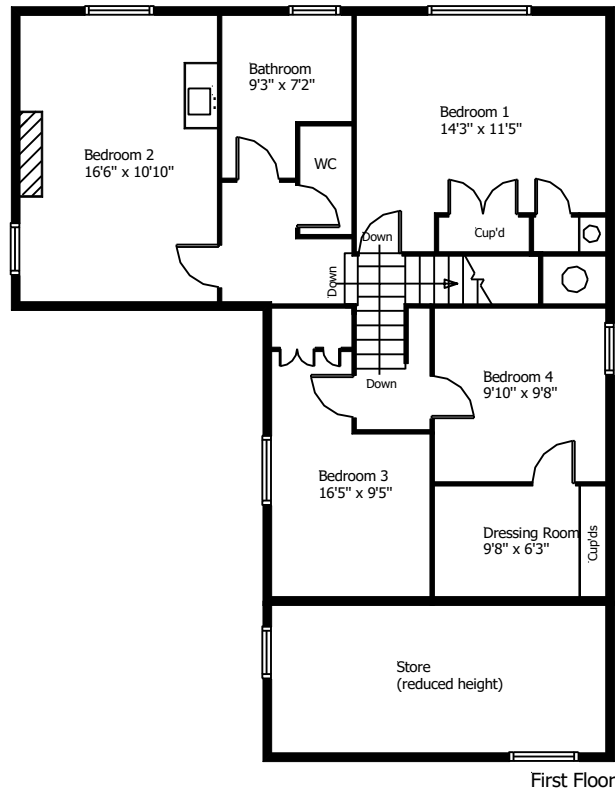 Bathroom
9'3" x 7'2"
Bedroom 1
14'3" x 11'5"
Bedroom 2
16'6" x 10'10"
WC
Cup'd
Down
Down
Down
Bedroom 4
9'10" x 9'8"
Bedroom 3
16'5" x 9'5"
Dressing Room
9'8" x 6'3"
Cup'ds
Store
(reduced height)
First Floor